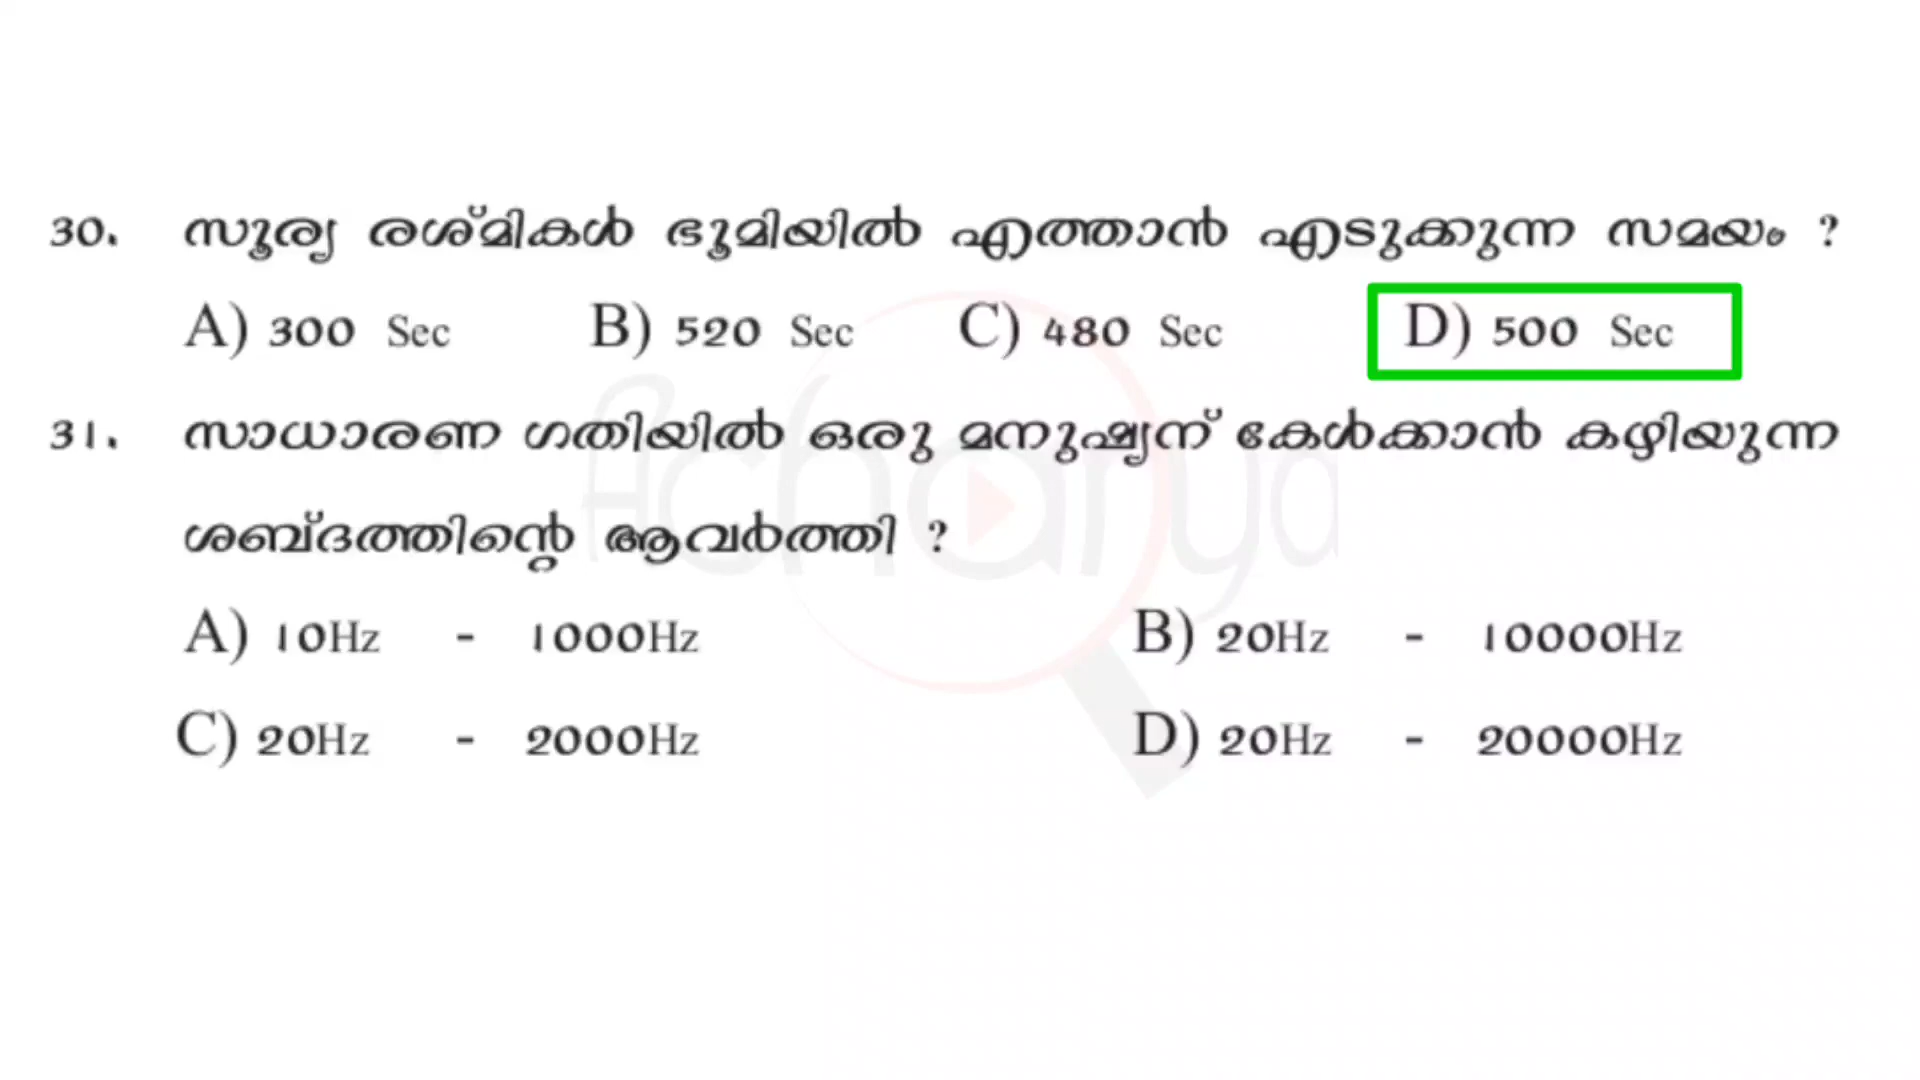 30. സൂര്യ രശ്മികൾ ഭൂമിയിൽ എത്താൻ എടുക്കുന്ന സമയം ?
A) 300 Sec B) 520 Sec C) 480 Sec D) 500 Sec
31. സാധാരണ ഗതിയിൽ ഒരു മനുഷ്യന് കേൾക്കാൻ കഴിയുന്ന
ശബ്ദത്തിന്റെ ആവർത്തി ?
A) 10Hz - 1000Hz B) 20Hz - 10000Hz
C) 20Hz - 2000Hz D) 20Hz - 20000Hz
Acharya